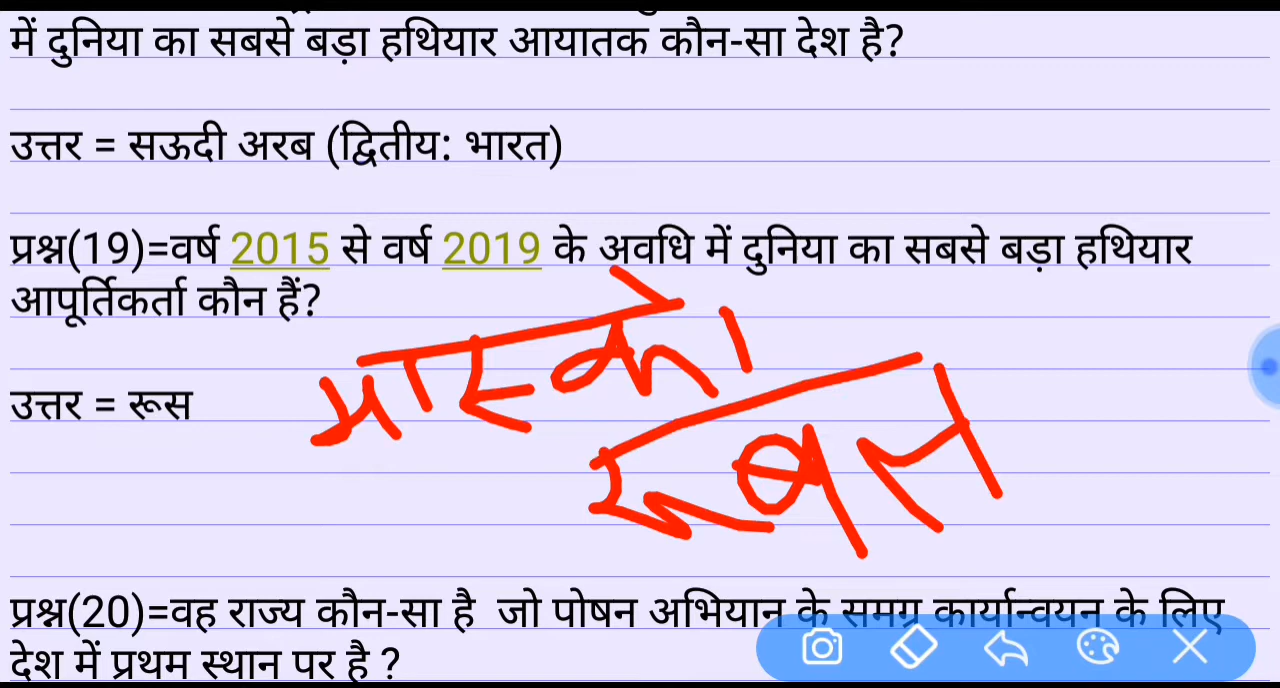 में दुनिया का सबसे बड़ा हथियार आयातक कौन-सा देश है?
उत्तर = सऊदी अरब (द्वितीय: भारत)
प्रश्न(19)=वर्ष 2015 से वर्ष 2019 के अवधि में दुनिया का सबसे बड़ा हथियार
आपूर्तिकर्ता कौन हैं?
मास्को
उत्तर = रूस
रूबल
प्रश्न(20)=वह राज्य कौन-सा है जो पोषन अभियान के समग्र कार्यान्वयन के लिए
देश में प्रथम स्थान पर है ?